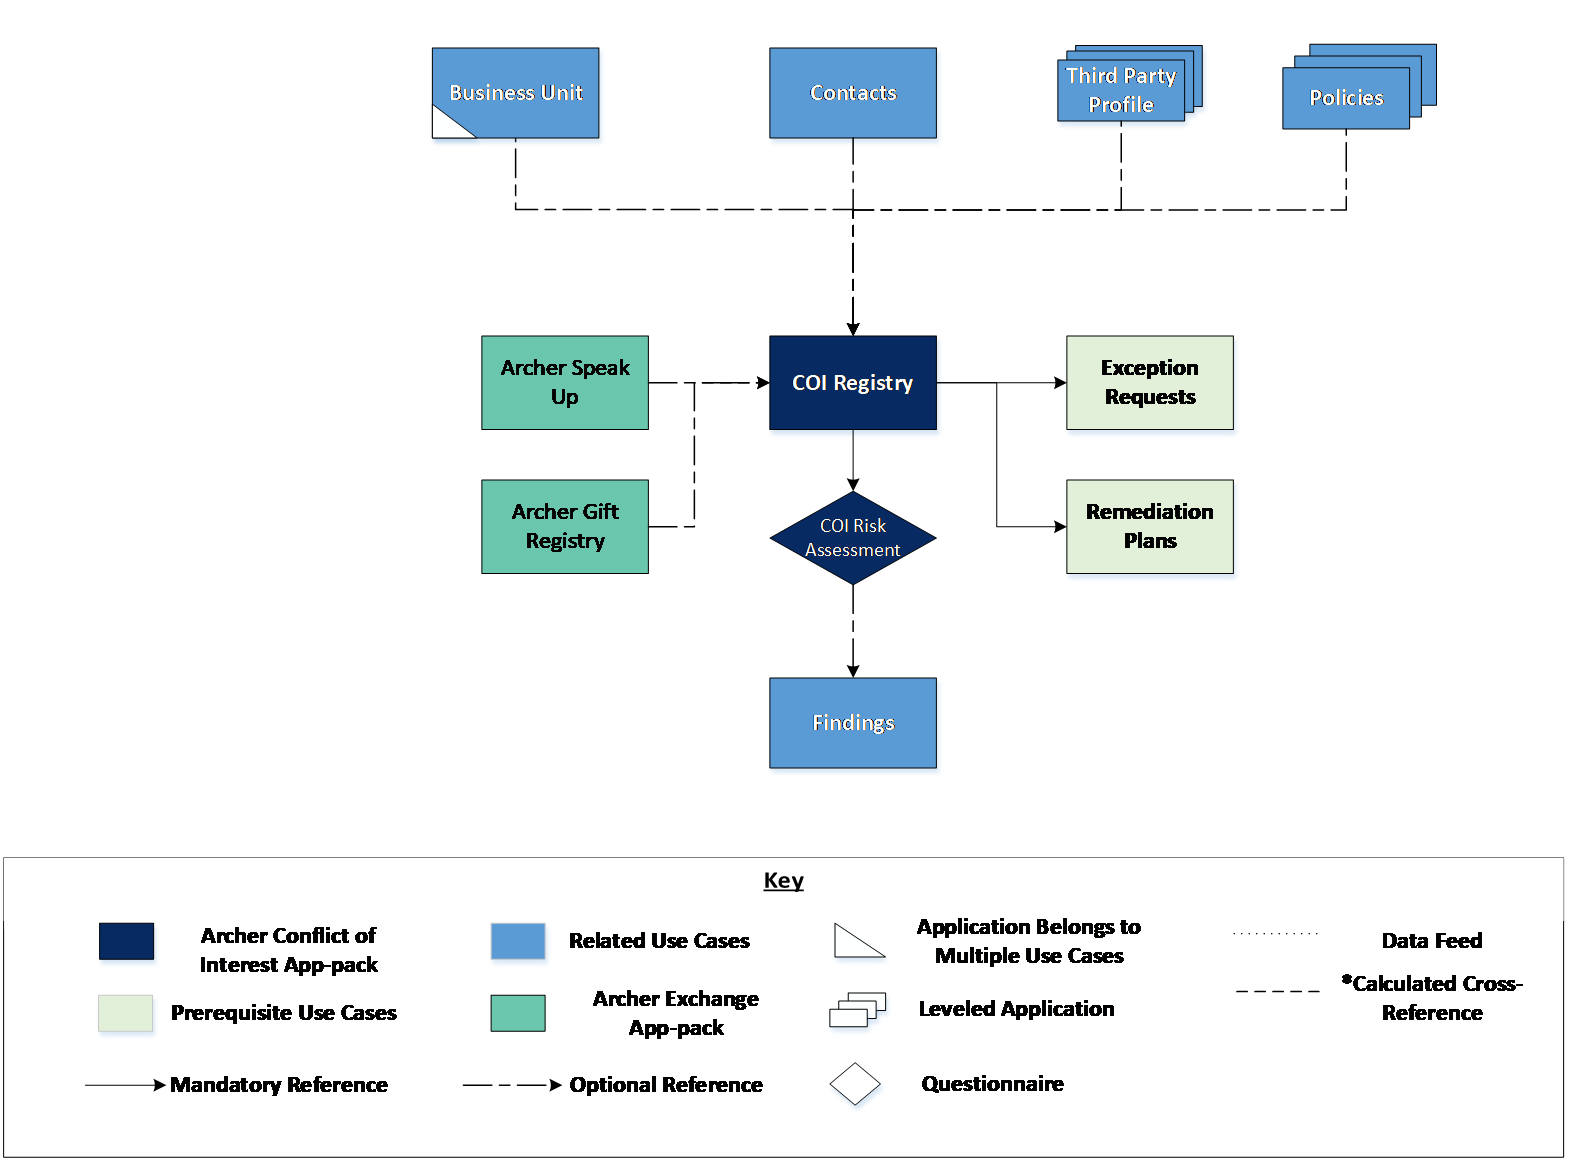 Business Unit
Contacts
Third Party
Profile
Policies
Archer Speak
Up
COI Registry
Exception
Requests
Archer Gift
Registry
COI Risk
Assessment
Remediation
Plans
Findings
Key
Archer Conflict of
Interest App-pack
Related Use Cases
Application Belongs to
Multiple Use Cases
Data Feed
Prerequisite Use Cases
Archer Exchange
App-pack
Leveled Application
*Calculated Cross-
Reference
Mandatory Reference
Optional Reference
Questionnaire